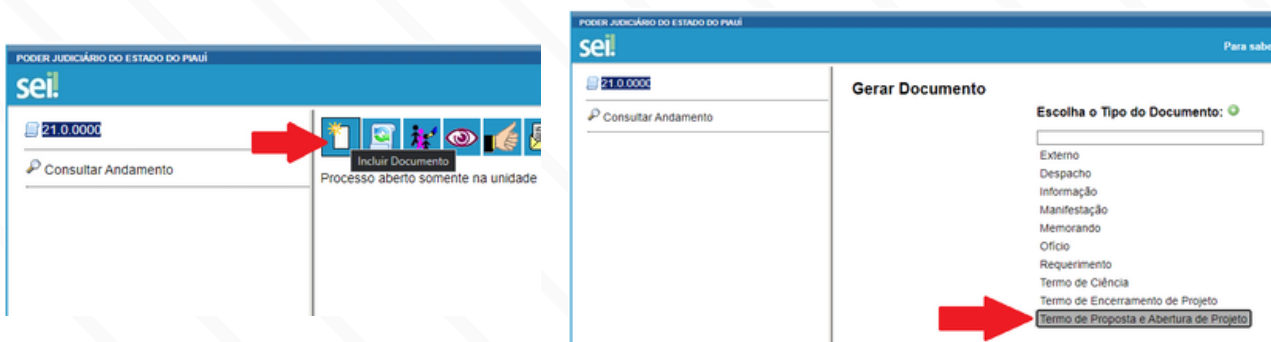 PODER JUDICIÁRIO DO ESTADO DO PIAUÍ
sei!
21.0.0000
Consultar Andamento
Incluir Documento
Processo aberto somente na unidade
PODER JUDICIÁRIO DO ESTADO DO PIAUÍ
sei!
Para sabe
21.0.0000
Consultar Andamento
Gerar Documento
Escolha o Tipo do Documento:
Externo
Despacho
Informação
Manifestação
Memorando
Ofício
Requerimento
Termo de Ciência
Termo de Encerramento de Projeto
Termo de Proposta e Abertura de Projeto